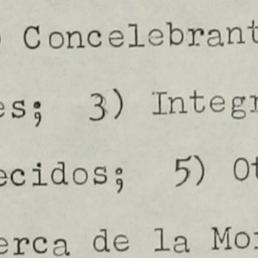 ) Concelebrant
es; 3) Integr
ecidos; 5) Ot
erca de la Mo